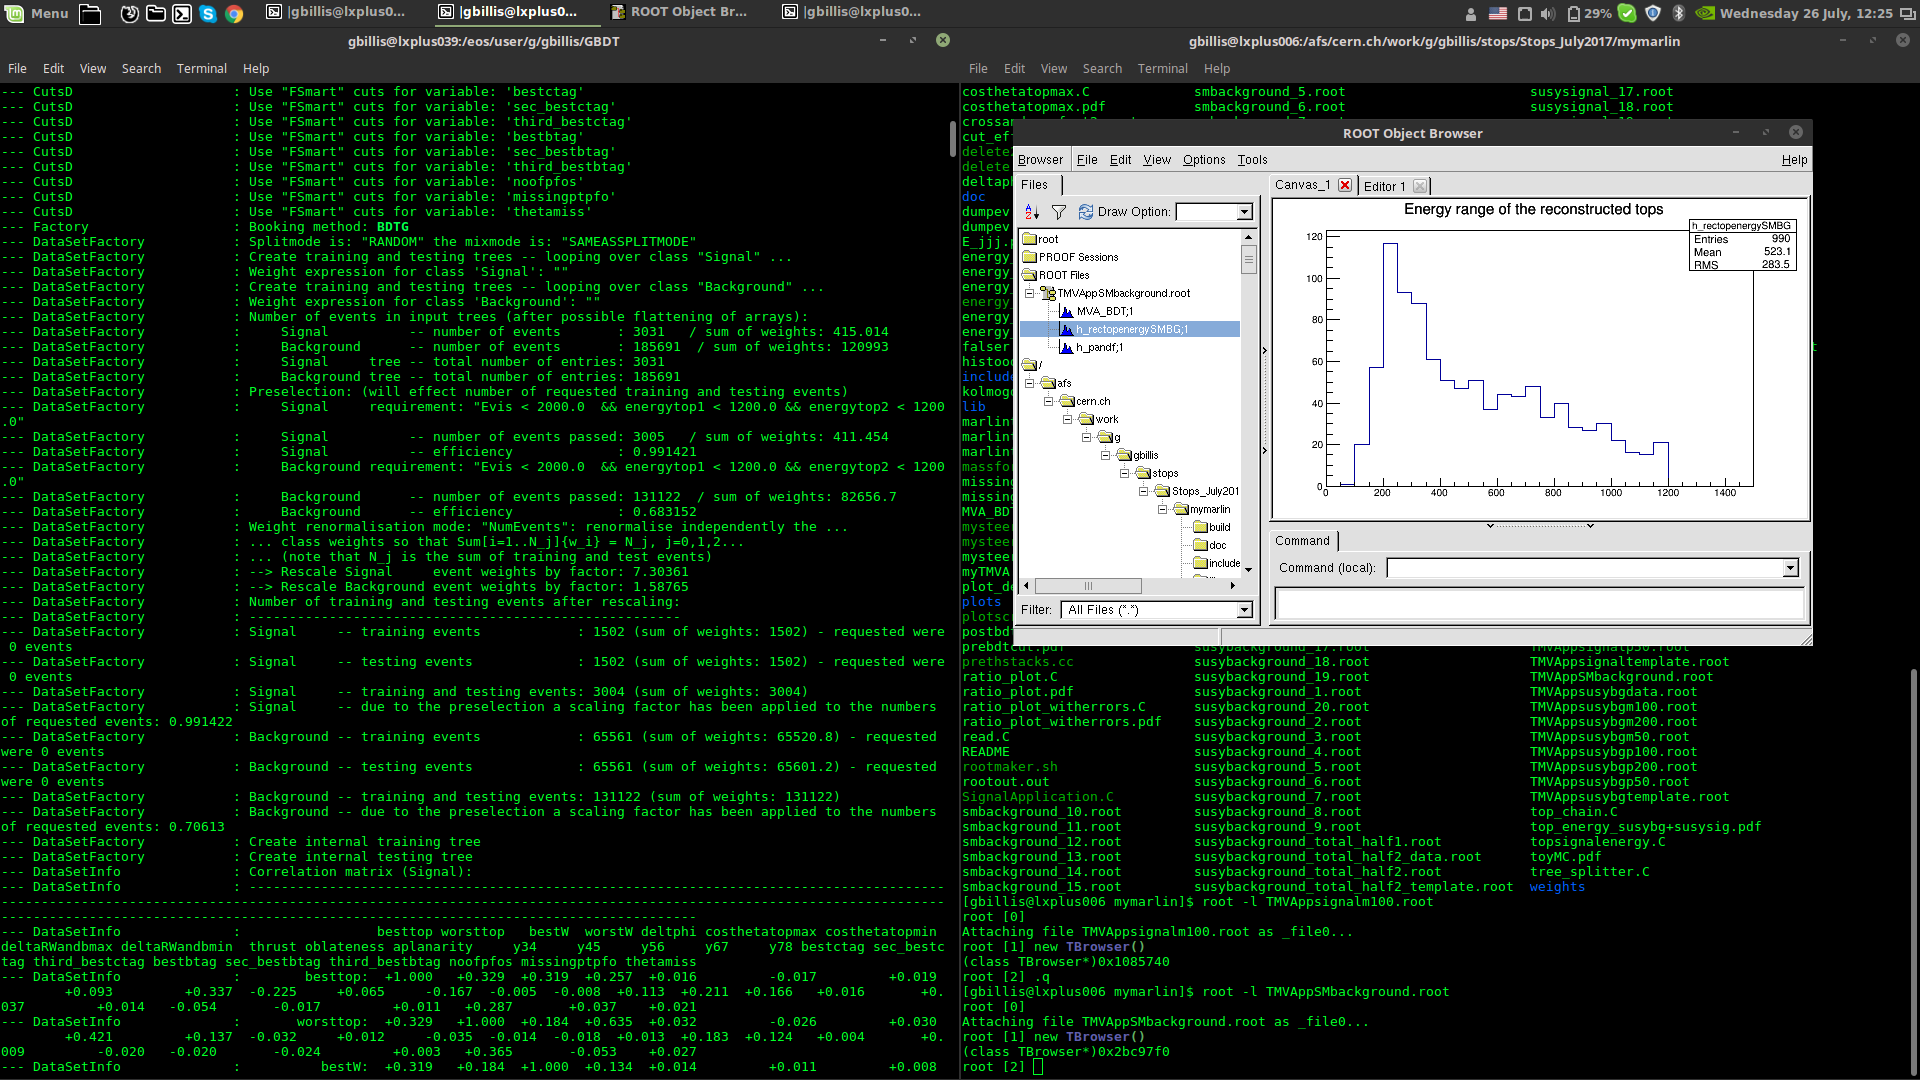 Menu
|gbillis@lxplus0...
|gbillis@lxplus0...
ROOT Object Br...
|gbillis@lxplus0...
29%
Wednesday 26 July, 12:25
gbillis@lxplus039:/eos/user/g/gbillis/GBDT
File Edit View Search Terminal Help
--- CutsD : Use "FSmart" cuts for variable: 'bestctag'
--- CutsD : Use "FSmart" cuts for variable: 'sec_bestctag'
--- CutsD : Use "FSmart" cuts for variable: 'third_bestctag'
--- CutsD : Use "FSmart" cuts for variable: 'bestbtag'
--- CutsD : Use "FSmart" cuts for variable: 'sec_bestbtag'
--- CutsD : Use "FSmart" cuts for variable: 'third_bestbtag'
--- CutsD : Use "FSmart" cuts for variable: 'noofpfos'
--- CutsD : Use "FSmart" cuts for variable: 'missingptpfo'
--- CutsD : Use "FSmart" cuts for variable: 'thetamiss'
--- Factory : Booking method: BDTG
--- DataSetFactory : Splitmode is: "RANDOM" the mixmode is: "SAMEASSPLITMODE"
--- DataSetFactory : Create training and testing trees -- looping over class "Signal" ...
--- DataSetFactory : Weight expression for class 'Signal': ""
--- DataSetFactory : Create training and testing trees -- looping over class "Background" ...
--- DataSetFactory : Weight expression for class 'Background': ""
--- DataSetFactory : Number of events in input trees (after possible flattening of arrays):
--- DataSetFactory : Signal -- number of events : 3031 / sum of weights: 415.014
--- DataSetFactory : Background -- number of events : 185691 / sum of weights: 120993
--- DataSetFactory : Signal tree -- total number of entries: 3031
--- DataSetFactory : Background tree -- total number of entries: 185691
--- DataSetFactory : Preselection: (will effect number of requested training and testing events)
--- DataSetFactory : Signal requirement: "Evis < 2000.0 && energytop1 < 1200.0 && energytop2 < 1200
.0"
--- DataSetFactory : Signal -- number of events passed: 3005 / sum of weights: 411.454
--- DataSetFactory : Signal -- efficiency : 0.991421
--- DataSetFactory : Background requirement: "Evis < 2000.0 && energytop1 < 1200.0 && energytop2 < 1200
.0"
--- DataSetFactory : Background -- number of events passed: 131122 / sum of weights: 82656.7
--- DataSetFactory : Background -- efficiency : 0.683152
--- DataSetFactory : Weight renormalisation mode: "NumEvents": renormalise independently the ...
--- DataSetFactory : ... class weights so that Sum[i=1..N_j]{w_i} = N_j, j=0,1,2...
--- DataSetFactory : ... (note that N_j is the sum of training and test events)
--- DataSetFactory : --> Rescale Signal event weights by factor: 7.30361
--- DataSetFactory : --> Rescale Background event weights by factor: 1.58765
--- DataSetFactory : Number of training and testing events after rescaling:
--- DataSetFactory : ------------------------------------------------------
--- DataSetFactory : Signal -- training events : 1502 (sum of weights: 1502) - requested were
0 events
--- DataSetFactory : Signal -- testing events : 1502 (sum of weights: 1502) - requested were
0 events
--- DataSetFactory : Signal -- training and testing events: 3004 (sum of weights: 3004)
--- DataSetFactory : Signal -- due to the preselection a scaling factor has been applied to the numbers
of requested events: 0.991422
--- DataSetFactory : Background -- training events : 65561 (sum of weights: 65520.8) - requested
were 0 events
--- DataSetFactory : Background -- testing events : 65561 (sum of weights: 65601.2) - requested
were 0 events
--- DataSetFactory : Background -- training and testing events: 131122 (sum of weights: 131122)
--- DataSetFactory : Background -- due to the preselection a scaling factor has been applied to the numbers
of requested events: 0.70613
--- DataSetFactory : Create internal training tree
--- DataSetFactory : Create internal testing tree
--- DataSetInfo : Correlation matrix (Signal):
--- DataSetInfo : ------------------------------
--- DataSetInfo : besttop worsttop bestW worstW deltphi costhetatopmax costhetatopmin
deltaRWandbmax deltaRWandbmin thrust oblateness aplanarity y34 y45 y56 y67 y78 bestctag sec_bestc
tag third_bestctag bestbtag sec_bestbtag third_bestbtag noofpfos missingptpfo thetamiss
--- DataSetInfo : besttop: +1.000 +0.329 +0.319 +0.257 +0.016 -0.017 +0.019
+0.093 +0.337 -0.225 +0.065 -0.167 -0.005 -0.008 +0.113 +0.211 +0.166 +0.016 +0.
037 +0.014 -0.054 -0.017 +0.011 +0.287 +0.037 +0.021
--- DataSetInfo : worsttop: +0.329 +1.000 +0.184 +0.635 +0.032 -0.026 +0.030
+0.421 +0.137 -0.032 +0.012 -0.035 -0.014 -0.018 +0.013 +0.183 +0.124 +0.004 +0.
009 -0.020 -0.020 -0.024 +0.003 +0.365 -0.053 +0.027
--- DataSetInfo : bestW: +0.319 +0.184 +1.000 +0.134 +0.014 +0.011 +0.008
gbillis@lxplus006:/afs/cern.ch/work/g/gbillis/stops/Stops_July2017/mymarlin
File Edit View Search Terminal Help
costhetatopmax.C smbackground_5.root susysignal_17.root
costhetatopmax.pdf smbackground_6.root susysignal_18.root
ROOT Object Browser
Browser File Edit View Options Tools Help
Files
Draw Option:
root
PROOF Sessions
ROOT Files
TMVAppSMbackground.root
MVA_BDT;1
h_rectopenergySMBG;1
h_pandf;1
/
afs
cern.ch
work
g
gbillis
stops
Stops_July201
mymarlin
build
doc
include
Filter: All Files (*.*)
Canvas_1 Editor 1
Energy range of the reconstructed tops
h_rectopenergySMBG
Entries 990
Mean 523.1
RMS 283.5
120
100
80
60
40
20
0
0 200 400 600 800 1000 1200 1400
Command
Command (local):
doc
lib
plots
prethstacks.cc susybackground_18.root TMVAppsignaltemplate.root
ratio_plot.C susybackground_19.root TMVAppSMbackground.root
ratio_plot.pdf susybackground_1.root TMVAppsusybgdata.root
ratio_plot_witherrors.C susybackground_20.root TMVAppsusybgm100.root
ratio_plot_witherrors.pdf susybackground_2.root TMVAppsusybgm200.root
read.C susybackground_3.root TMVAppsusybgm50.root
README susybackground_4.root TMVAppsusybgp100.root
rootmaker.sh susybackground_5.root TMVAppsusybgp200.root
rootout.out susybackground_6.root TMVAppsusybgp50.root
SignalApplication.C susybackground_7.root TMVAppsusybgtemplate.root
smbackground_10.root susybackground_8.root top_chain.C
smbackground_11.root susybackground_9.root top_energy_susybg+susysig.pdf
smbackground_12.root susybackground_total_half1.root topsignalenergy.C
smbackground_13.root susybackground_total_half2_data.root toyMC.pdf
smbackground_14.root susybackground_total_half2.root tree_splitter.C
smbackground_15.root susybackground_total_half2_template.root weights
[gbillis@lxplus006 mymarlin]$ root -l TMVAppsignalm100.root
root [0]
Attaching file TMVAppsignalm100.root as _file0...
root [1] new TBrowser()
(class TBrowser*)0x1085740
root [2] .q
[gbillis@lxplus006 mymarlin]$ root -l TMVAppSMbackground.root
root [0]
Attaching file TMVAppSMbackground.root as _file0...
root [1] new TBrowser()
(class TBrowser*)0x2bc97f0
root [2]